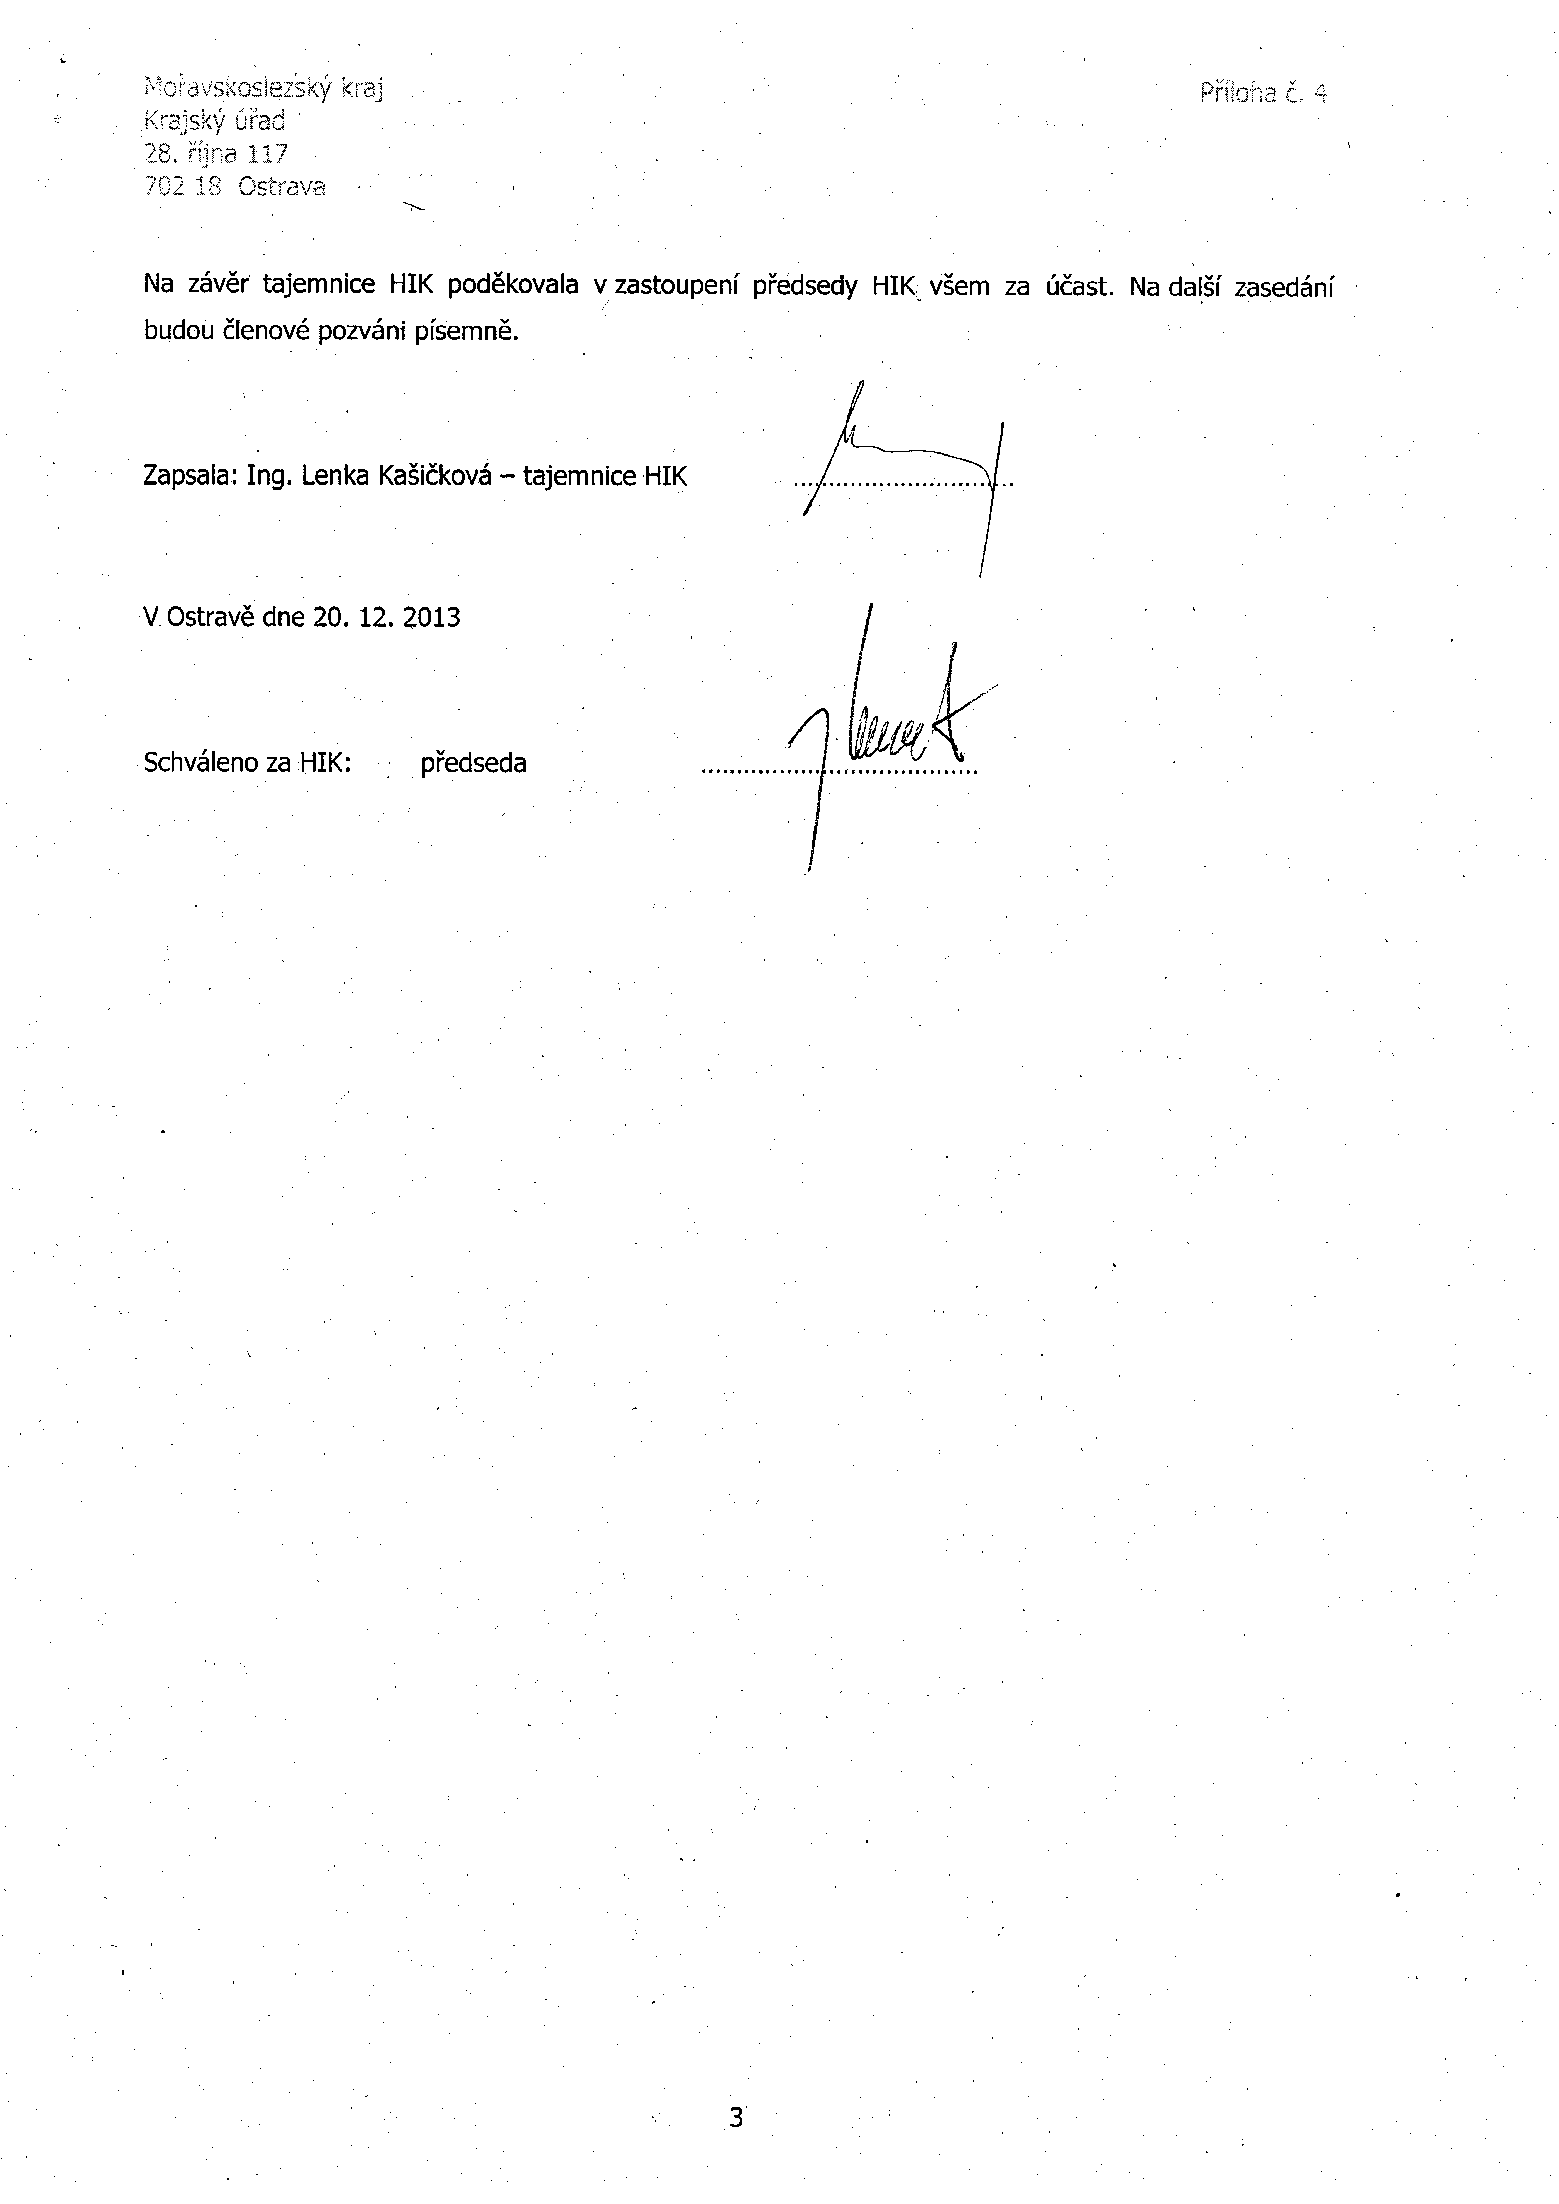 Moravskoslezský kraj
Příloha č. 4
Krajský úřad
28. října 117
702 18 Ostrava
Na závěr tajemnice HIK poděkovala v zastoupení předsedy HIK všem za účast. Na další zasedání
budou členové pozváni písemně.
Zapsala: Ing. Lenka Kašičková – tajemnice HIK ..............................
V Ostravě dne 20. 12. 2013
Schváleno za HIK: předseda ......................................
3